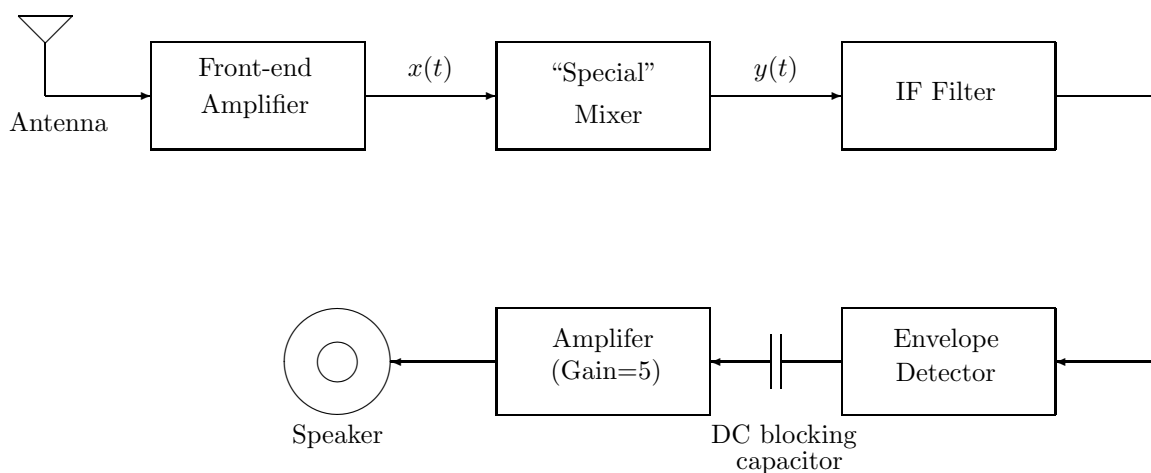 Front-end
Amplifier
x(t)
“Special”
Mixer
y(t)
IF Filter
Antenna
Amplifer
(Gain=5)
Envelope
Detector
Speaker
DC blocking
capacitor